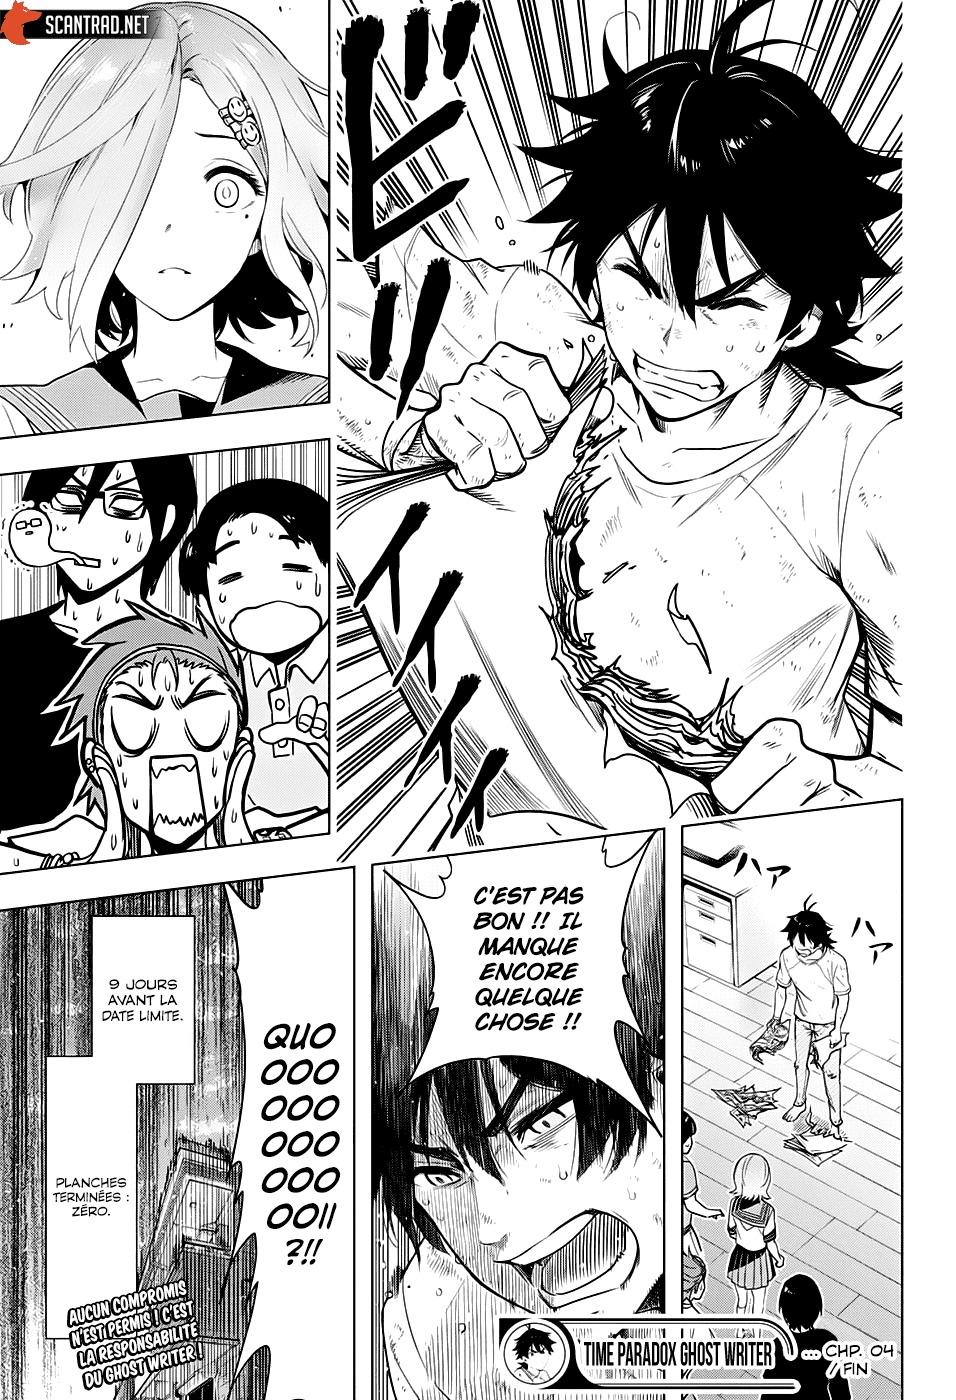 SCANTRAD.NET
ビリ
イイイイ
ハァ
ハァ
C'EST PAS
BON !! IL
MANQUE
ENCORE
QUELQUE
CHOSE !!
QUO
OOO
OOO
OOO
OOO
OOII
?!!
9 JOURS
AVANT LA
DATE LIMITE.
PLANCHES
TERMINÉES :
ZÉRO.
AUCUN COMPROMIS
N'EST PERMIS ! C'EST
LA RESPONSABILITÉ
DU GHOST WRITER !
TIME PARADOX GHOST WRITER
... CHP. 04
/FIN